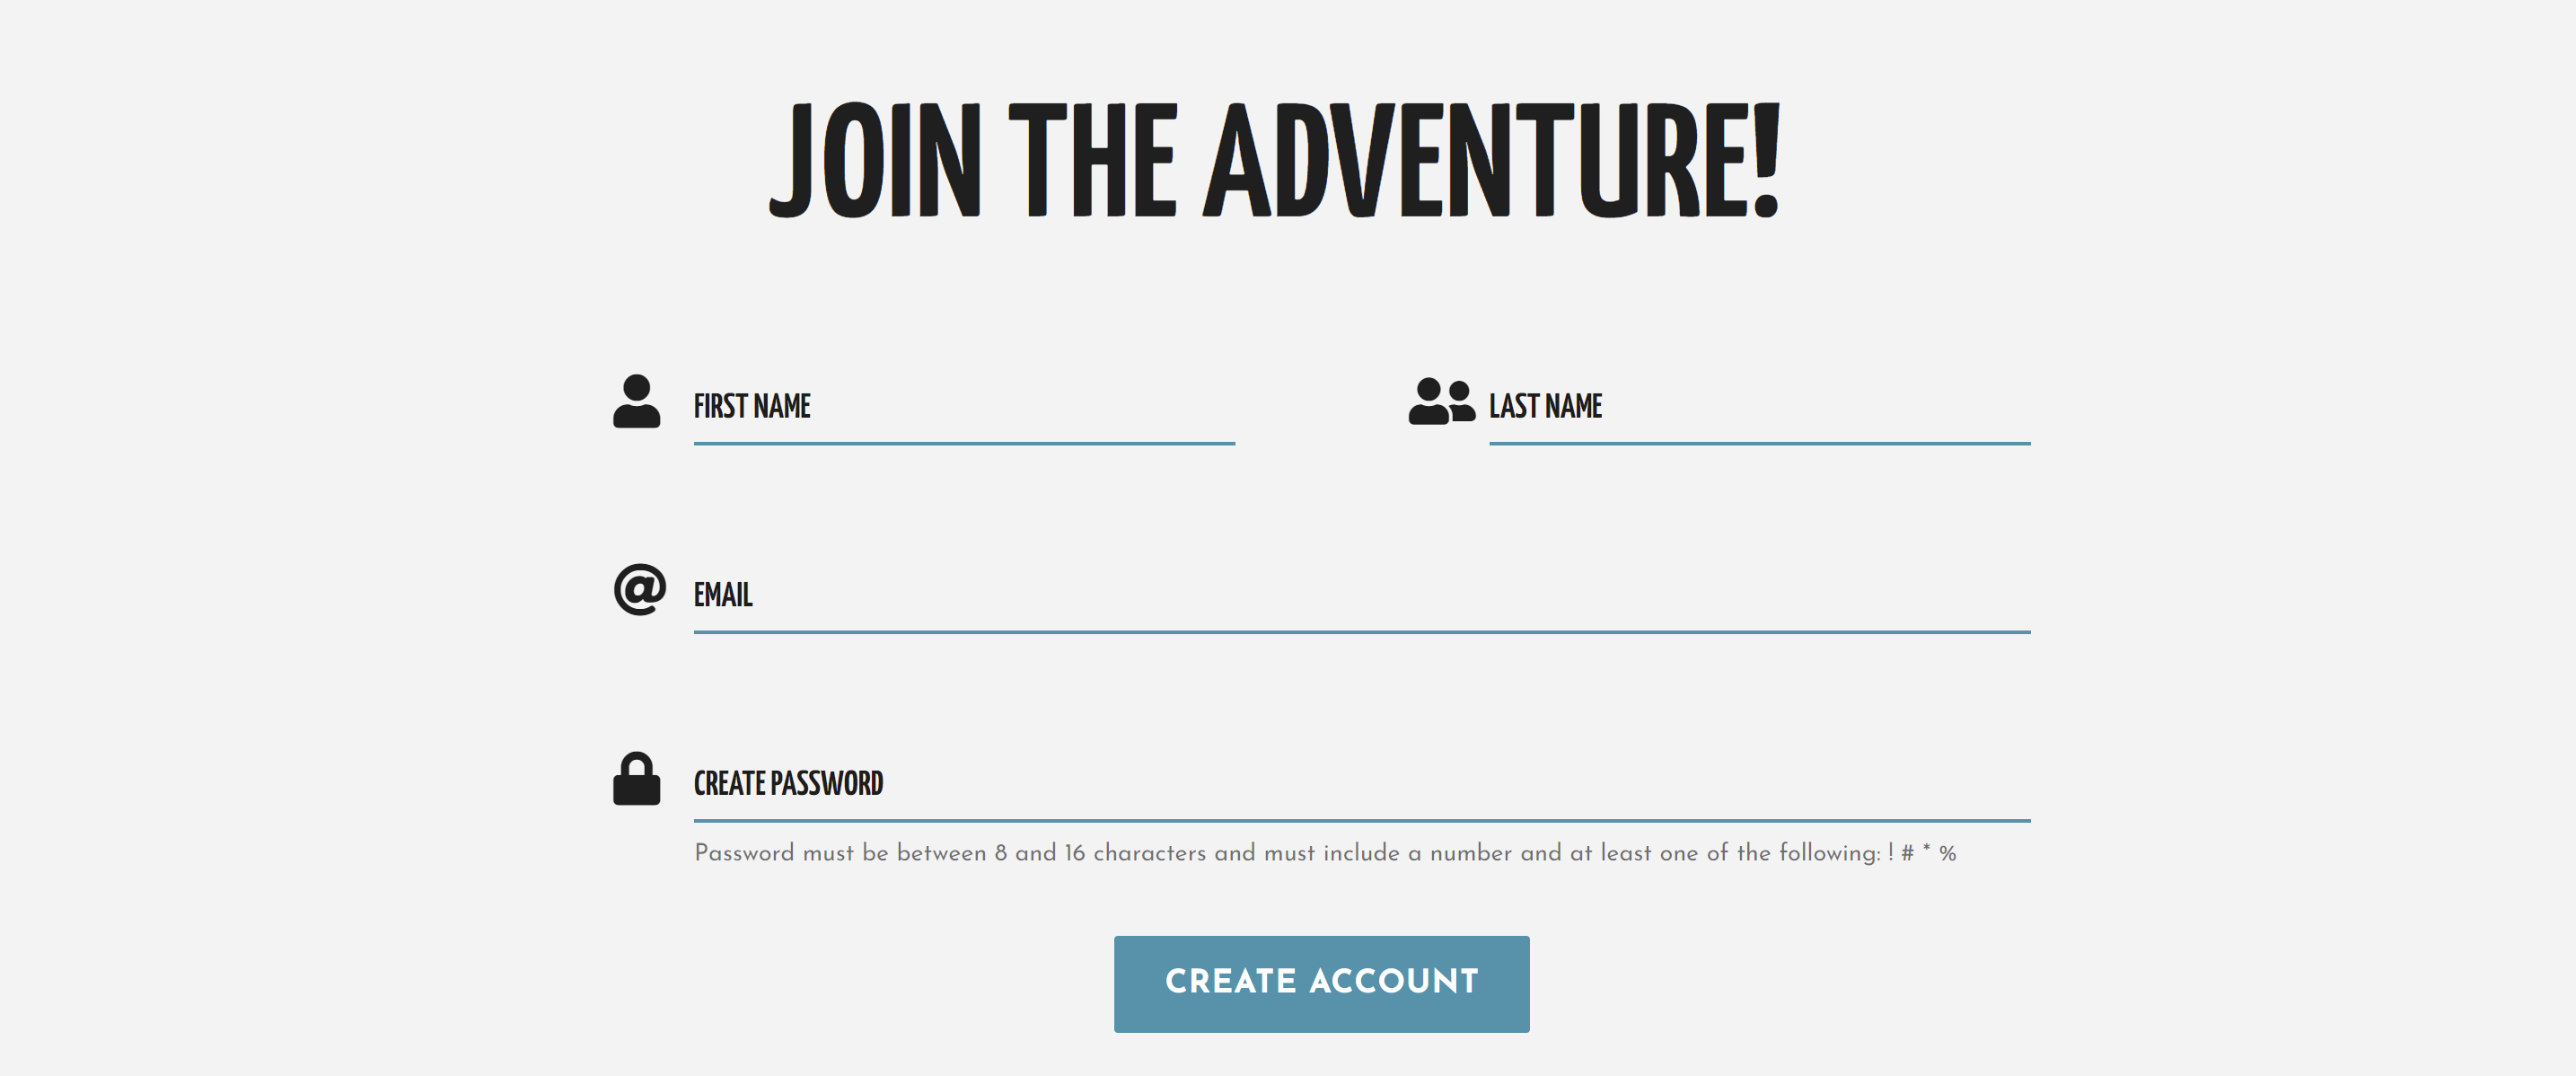 JOIN THE ADVENTURE!
FIRST NAME
LAST NAME
@ EMAIL
CREATE PASSWORD
Password must be between 8 and 16 characters and must include a number and at least one of the following: ! # * %
CREATE ACCOUNT